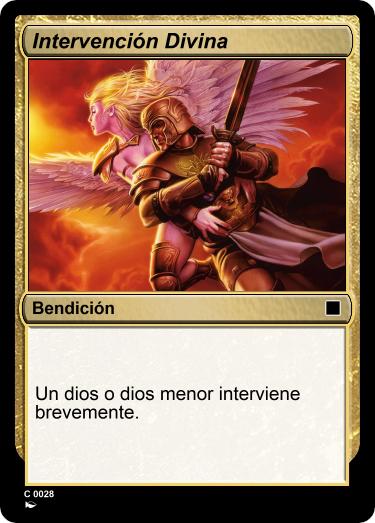 Intervención Divina
Bendición
Un dios o dios menor interviene
brevemente.
C 0028